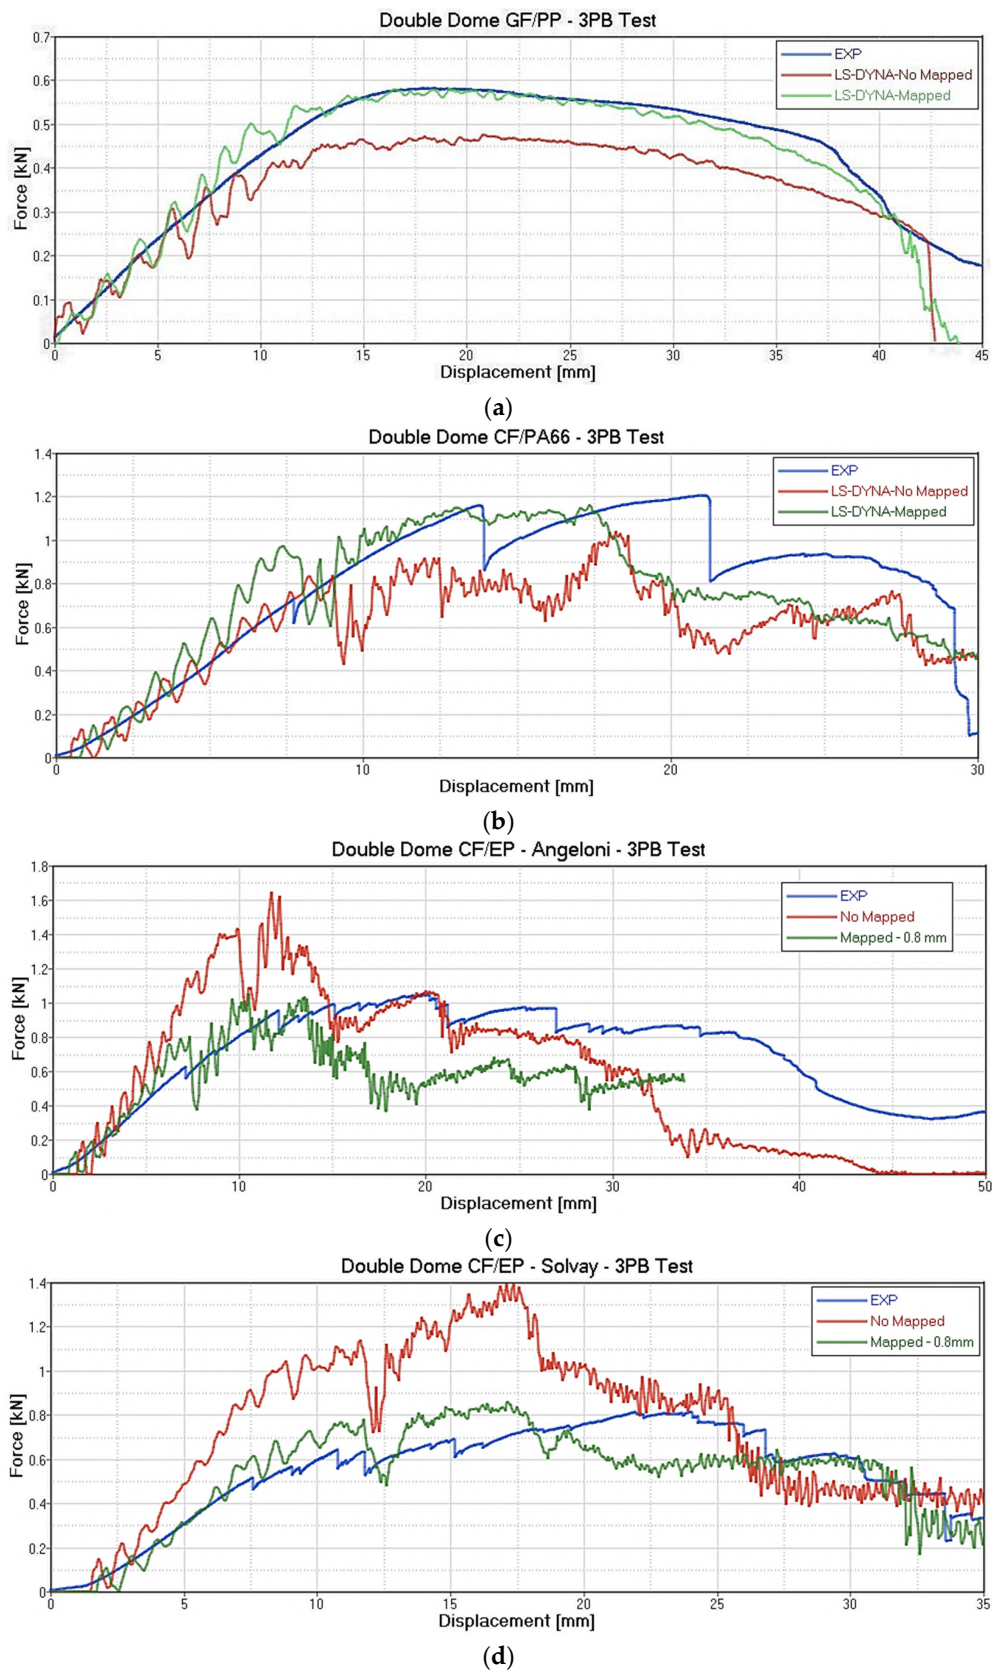 Double Dome GF/PP - 3PB Test
0.7
0.6
0.5
0.4
0.3
0.2
0.1
0
Force [kN]
EXP
LS-DYNA-No Mapped
LS-DYNA-Mapped
0 5 10 15 20 25 30 35 40 45
Displacement [mm]
(a)
Double Dome CF/PA66 - 3PB Test
1.4
1.2
1
0.8
0.6
0.4
0.2
0
Force [kN]
EXP
LS-DYNA-No Mapped
LS-DYNA-Mapped
0 10 20 30
Displacement [mm]
(b)
Double Dome CF/EP - Angeloni - 3PB Test
1.8
1.6
1.4
1.2
1
0.8
0.6
0.4
0.2
0
Force [kN]
EXP
No Mapped
Mapped - 0.8 mm
0 10 20 30 40 50
Displacement [mm]
(c)
Double Dome CF/EP - Solvay - 3PB Test
1.4
1.2
1
0.8
0.6
0.4
0.2
0
Force [kN]
EXP
No Mapped
Mapped - 0.8mm
0 5 10 15 20 25 30 35
Displacement [mm]
(d)